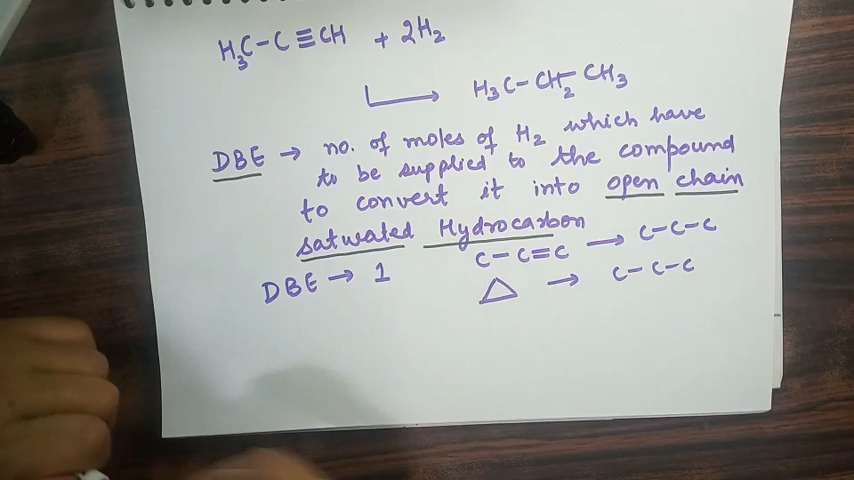 H₃C-C≡CH + 2H₂
H₃C-CH₂-CH₃
DBE → no. of moles of H₂ which have
to be supplied to the compound
to convert it into open chain
saturated Hydrocarbon
C-C=C → C-C-C
DBE → 1
△ → C-C-C